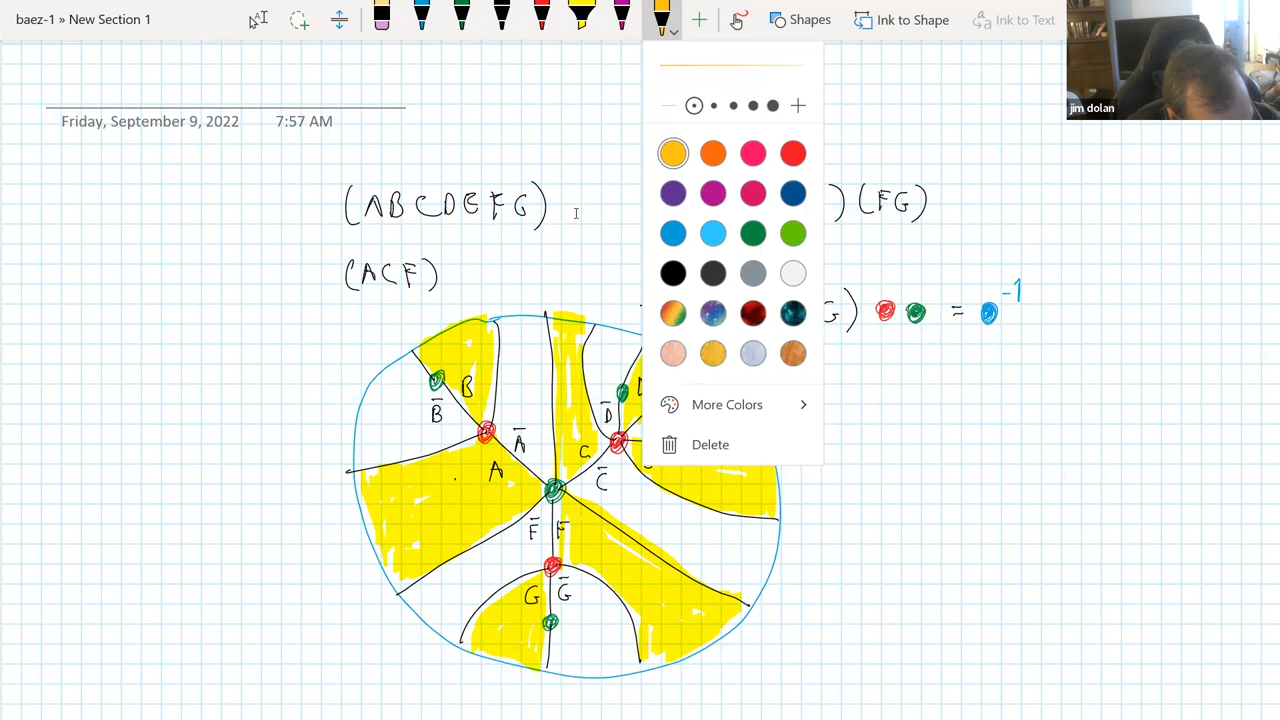 baez-1 » New Section 1
Shapes
Ink to Shape
Ink to Text
jim dolan
Friday, September 9, 2022 7:57 AM
(ABCDEFG)
)(FG)
(ACF)
G) = -1
B
B̄
D̄
Ā
A
C
C̄
F̄ F
G Ḡ
More Colors
Delete